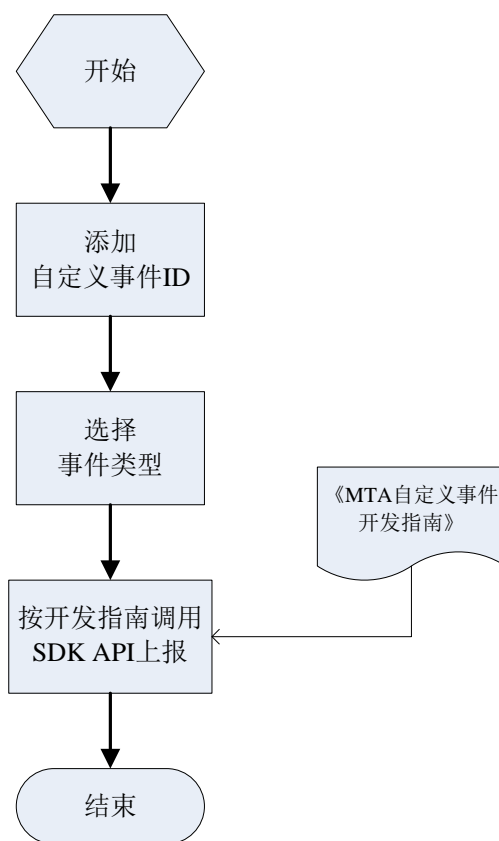 开始
添加
自定义事件ID
选择
事件类型
《MTA自定义事件
开发指南》
按开发指南调用
SDK API上报
结束